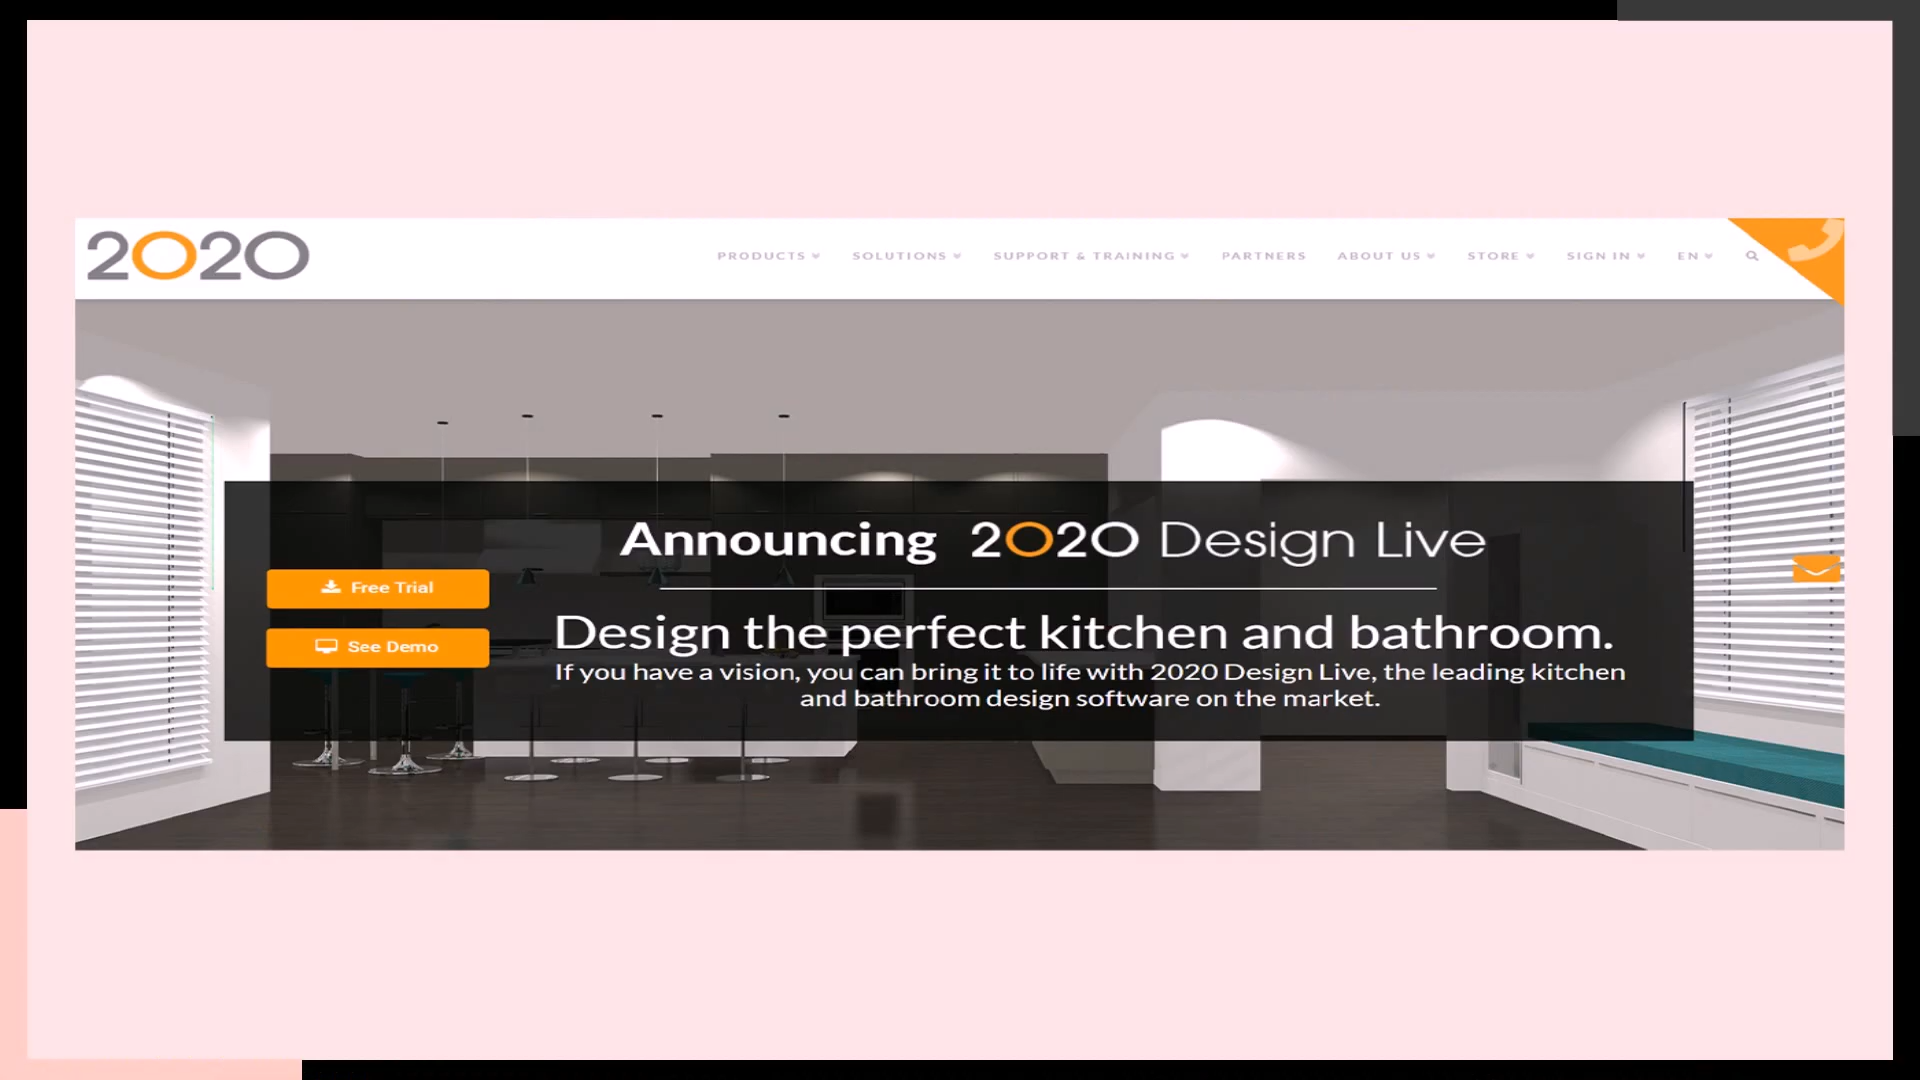 2020
PRODUCTS SOLUTIONS SUPPORT & TRAINING PARTNERS ABOUT US STORE SIGN IN EN
Announcing 2020 Design Live
Free Trial
See Demo
Design the perfect kitchen and bathroom.
If you have a vision, you can bring it to life with 2020 Design Live, the leading kitchen
and bathroom design software on the market.